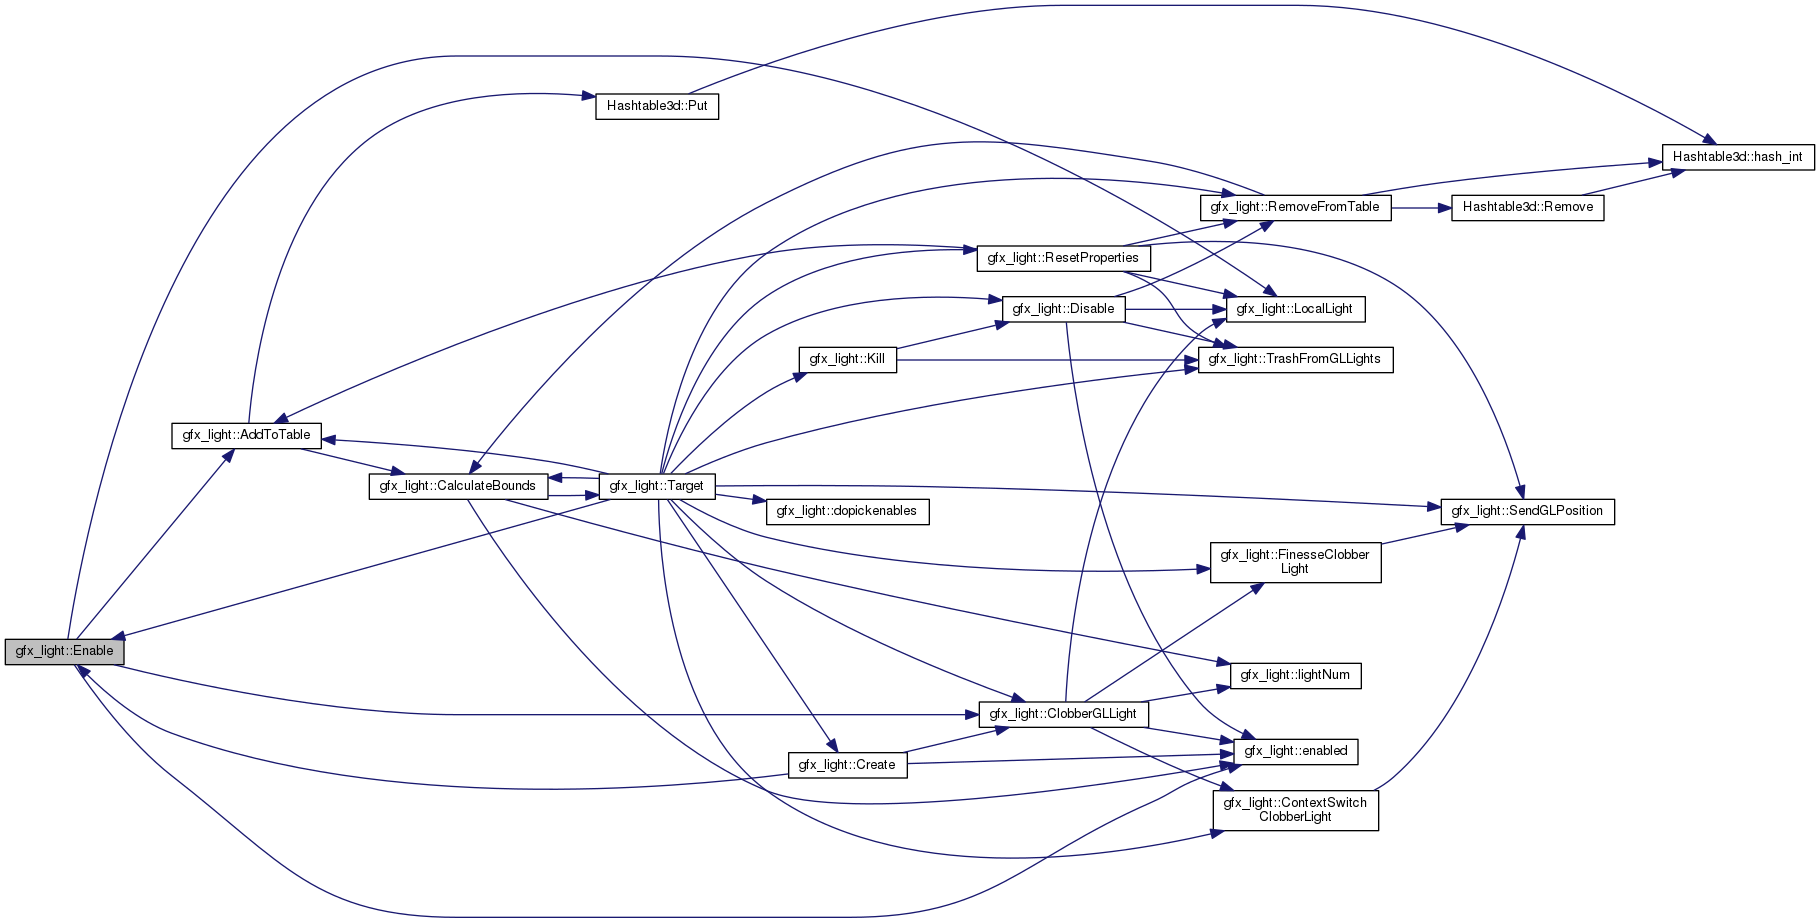 Hashtable3d::Put
Hashtable3d::hash_int
gfx_light::RemoveFromTable
Hashtable3d::Remove
gfx_light::ResetProperties
gfx_light::Disable
gfx_light::LocalLight
gfx_light::Kill
gfx_light::TrashFromGLLights
gfx_light::AddToTable
gfx_light::CalculateBounds
gfx_light::Target
gfx_light::dopickenables
gfx_light::SendGLPosition
gfx_light::FinesseClobber
Light
gfx_light::Enable
gfx_light::lightNum
gfx_light::ClobberGLLight
gfx_light::enabled
gfx_light::Create
gfx_light::ContextSwitch
ClobberLight